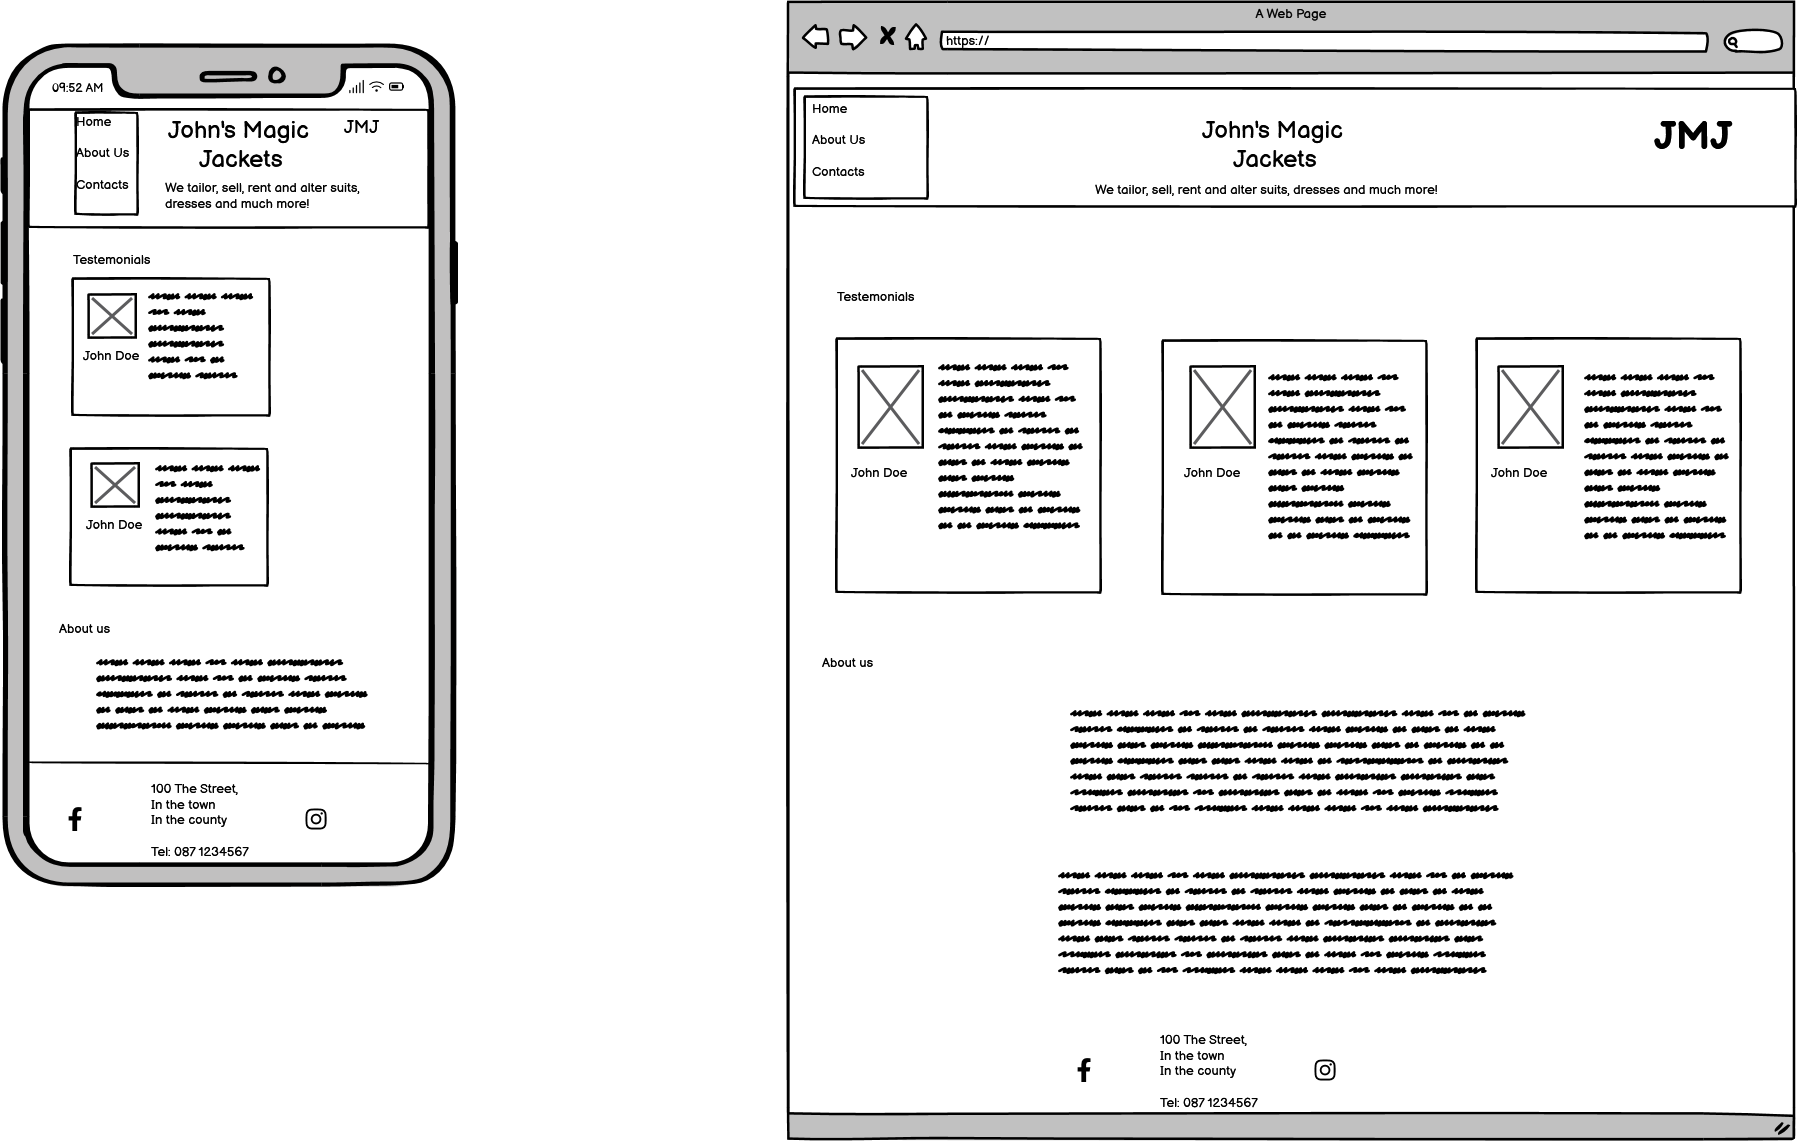 09:52 AM
Home
About Us
Contacts
John's Magic
Jackets
JMJ
We tailor, sell, rent and alter suits,
dresses and much more!
Testemonials
John Doe
John Doe
About us
100 The Street,
In the town
In the county
Tel: 087 1234567
A Web Page
https://
Home
About Us
Contacts
John's Magic
Jackets
We tailor, sell, rent and alter suits, dresses and much more!
JMJ
Testemonials
John Doe
John Doe
John Doe
About us
100 The Street,
In the town
In the county
Tel: 087 1234567